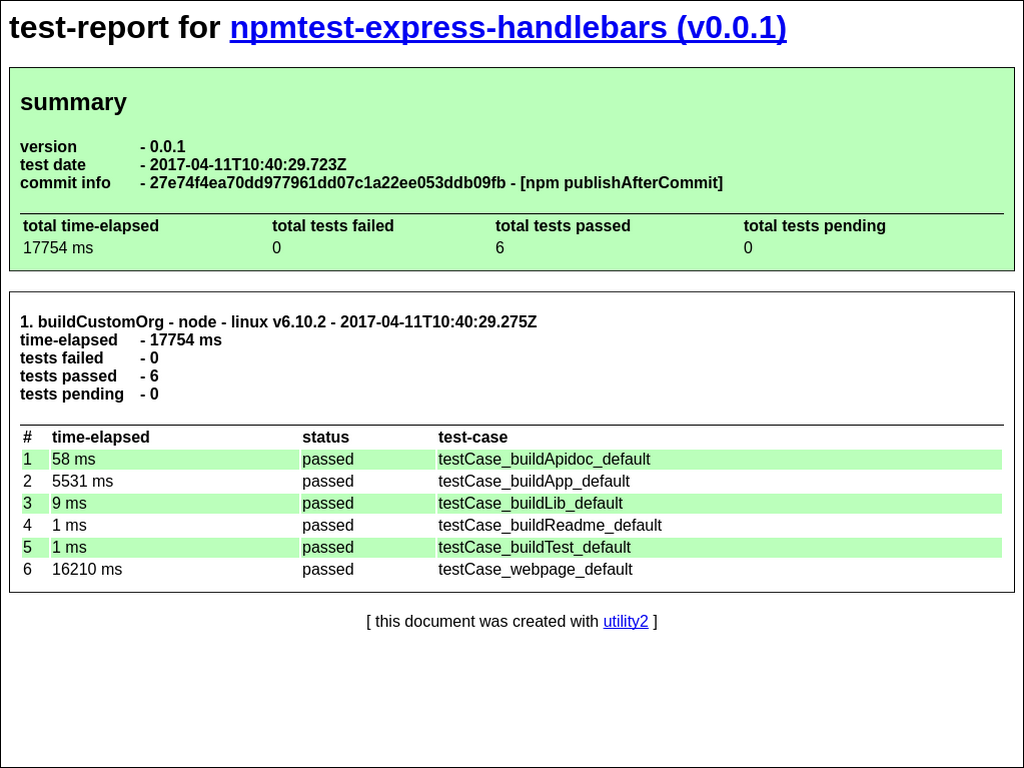 test-report for npmtest-express-handlebars (v0.0.1)
summary
version - 0.0.1
test date - 2017-04-11T10:40:29.723Z
commit info - 27e74f4ea70dd977961dd07c1a22ee053ddb09fb - [npm publishAfterCommit]
total time-elapsed total tests failed total tests passed total tests pending
17754 ms 0 6 0
1. buildCustomOrg - node - linux v6.10.2 - 2017-04-11T10:40:29.275Z
time-elapsed - 17754 ms
tests failed - 0
tests passed - 6
tests pending - 0
# time-elapsed status test-case
1 58 ms passed testCase_buildApidoc_default
2 5531 ms passed testCase_buildApp_default
3 9 ms passed testCase_buildLib_default
4 1 ms passed testCase_buildReadme_default
5 1 ms passed testCase_buildTest_default
6 16210 ms passed testCase_webpage_default
[ this document was created with utility2 ]